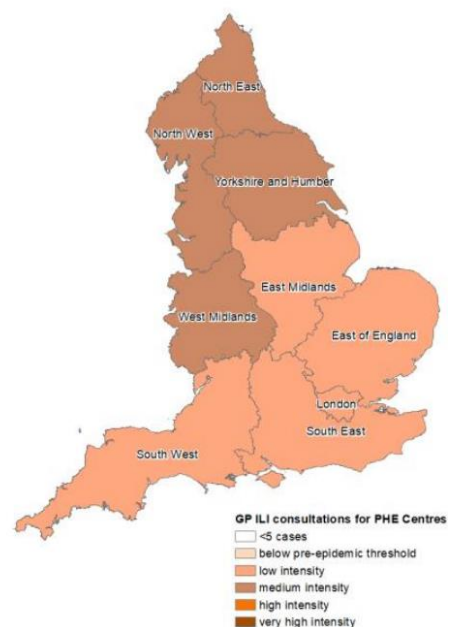 North East
North West
Yorkshire and Humber
East Midlands
West Midlands
East of England
London
South East
South West
GP ILI consultations for PHE Centres
<5 cases
below pre-epidemic threshold
low intensity
medium intensity
high intensity
very high intensity